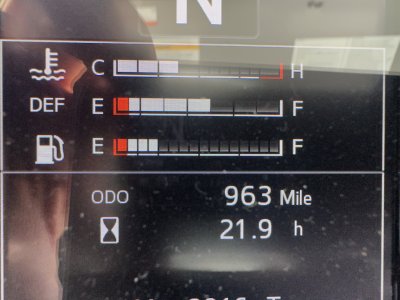 N
C H
DEF E F
E F
ODO 963 Mile
21.9 h